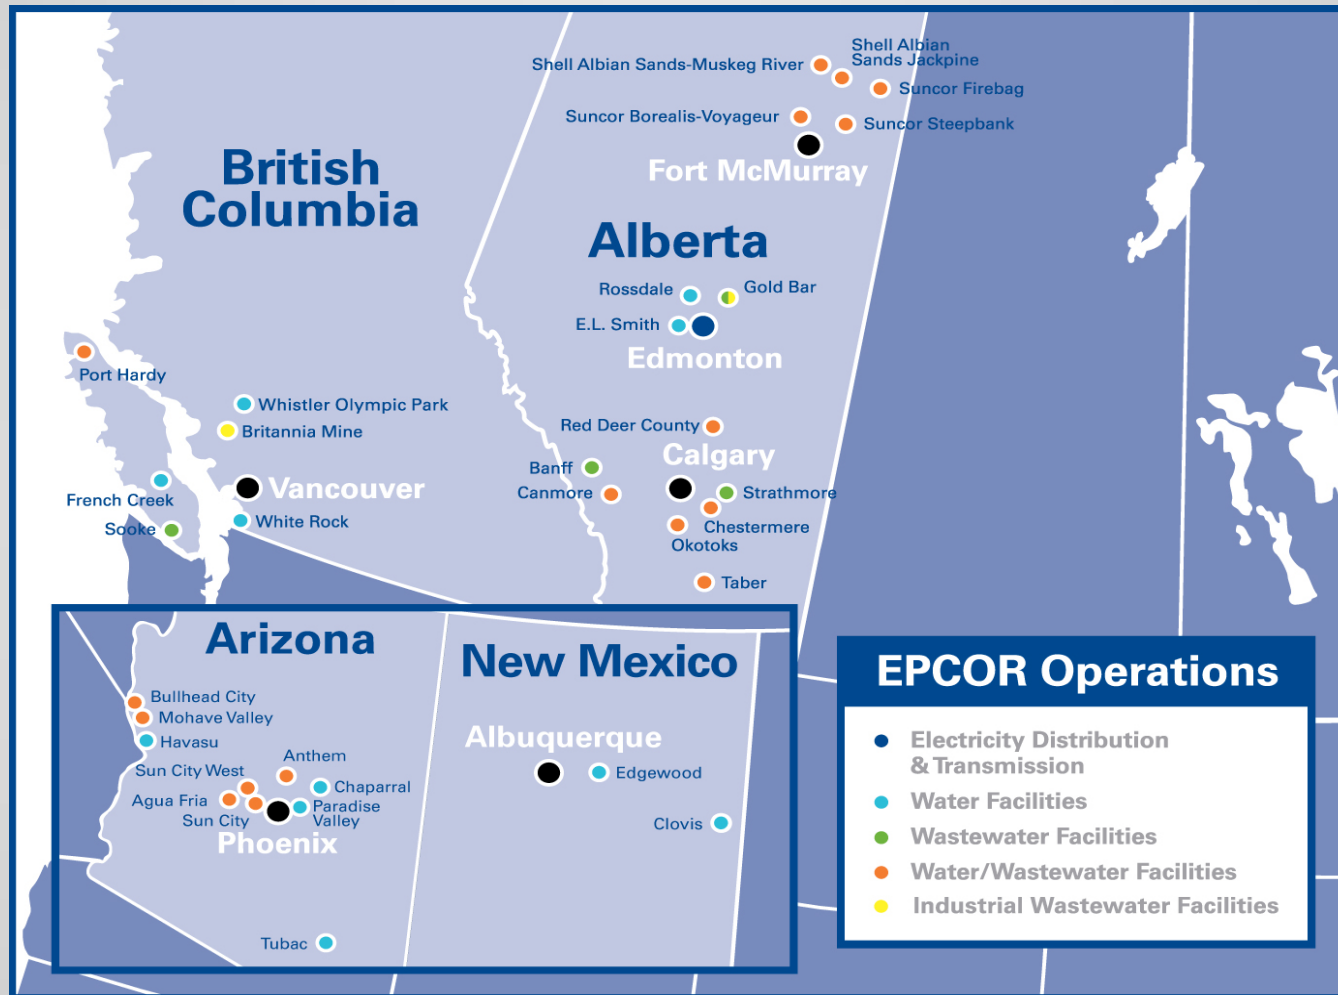 Shell Albian
Sands Jackpine
Shell Albian Sands-Muskeg River
Suncor Firebag
Suncor Borealis-Voyageur
Suncor Steepbank
Fort McMurray
British
Columbia
Alberta
Rossdale
Gold Bar
E.L. Smith
Edmonton
Port Hardy
Whistler Olympic Park
Britannia Mine
Red Deer County
Calgary
Banff
Canmore
Strathmore
Vancouver
French Creek
White Rock
Sooke
Chestermere
Okotoks
Taber
Arizona
New Mexico
Bullhead City
Mohave Valley
Havasu
Albuquerque
Anthem
Sun City West
Edgewood
Chaparral
Agua Fria
Paradise
Valley
Sun City
Phoenix
Clovis
Tubac
EPCOR Operations
Electricity Distribution
& Transmission
Water Facilities
Wastewater Facilities
Water/Wastewater Facilities
Industrial Wastewater Facilities